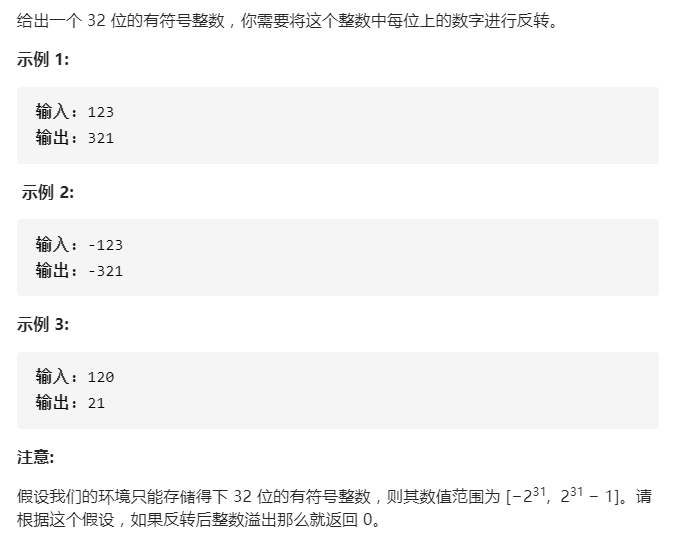 给出一个 32 位的有符号整数，你需要将这个整数中每位上的数字进行反转。
示例 1:
输入: 123
输出: 321
示例 2:
输入: -123
输出: -321
示例 3:
输入: 120
输出: 21
注意:
假设我们的环境只能存储得下 32 位的有符号整数，则其数值范围为 [−2³¹, 2³¹ − 1]。请
根据这个假设，如果反转后整数溢出那么就返回 0。